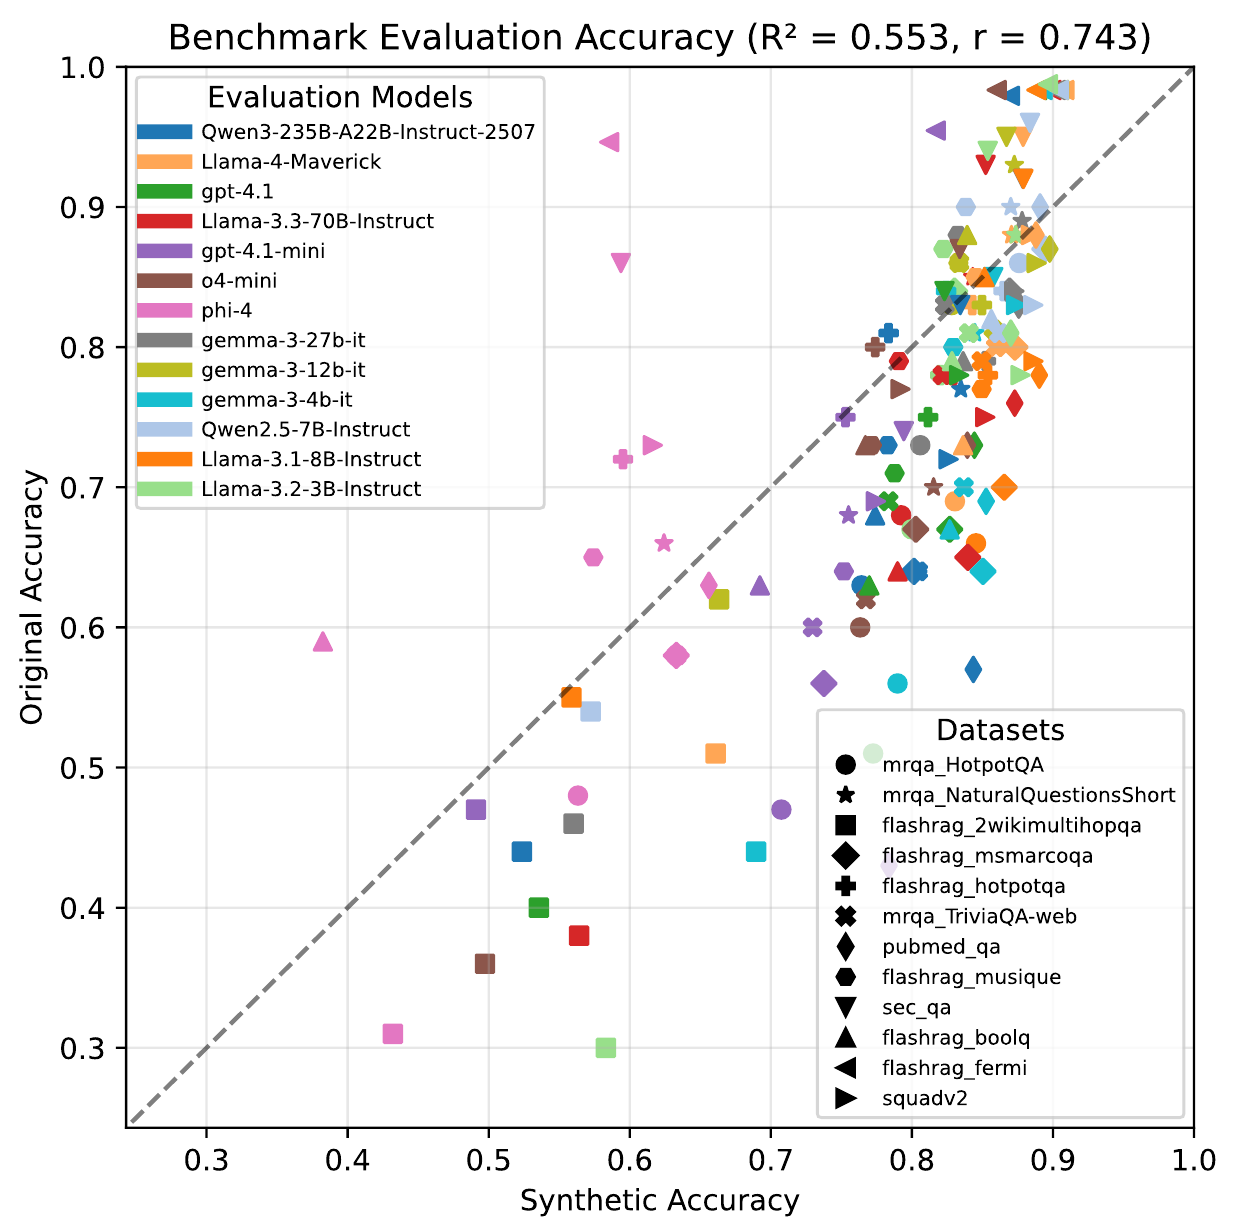 Benchmark Evaluation Accuracy (R² = 0.553, r = 0.743)
Evaluation Models
Qwen3-235B-A22B-Instruct-2507
Llama-4-Maverick
gpt-4.1
Llama-3.3-70B-Instruct
gpt-4.1-mini
o4-mini
phi-4
gemma-3-27b-it
gemma-3-12b-it
gemma-3-4b-it
Qwen2.5-7B-Instruct
Llama-3.1-8B-Instruct
Llama-3.2-3B-Instruct
Original Accuracy
1.0
0.9
0.8
0.7
0.6
0.5
0.4
0.3
Datasets
mrqa_HotpotQA
mrqa_NaturalQuestionsShort
flashrag_2wikimultihopqa
flashrag_msmarcoqa
flashrag_hotpotqa
mrqa_TriviaQA-web
pubmed_qa
flashrag_musique
sec_qa
flashrag_boolq
flashrag_fermi
squadv2
0.3 0.4 0.5 0.6 0.7 0.8 0.9 1.0
Synthetic Accuracy